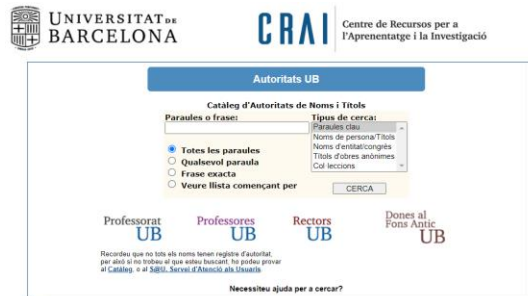 UNIVERSITAT DE
BARCELONA
CRAI
Centre de Recursos per a
l'Aprenentatge i la Investigació
Autoritats UB
Catàleg d'Autoritats de Noms i Títols
Paraules o frase:
Tipus de cerca:
Paraules clau
Noms de persona/Títols
Noms d'entitat/congrés
Títols d'obres anònimes
Col·leccions
Totes les paraules
Qualsevol paraula
Frase exacta
Veure llista començant per
CERCA
Professorat
UB
Professores
UB
Rectors
UB
Dones al
Fons Antic
UB
Recordeu que no tots els noms tenen registre d'autoritat,
per això si no trobeu al que esteu buscant, ho podeu provar
al Catàleg, o al S@U, Servei d'Atenció als Usuaris.
Necessiteu ajuda per a cercar?